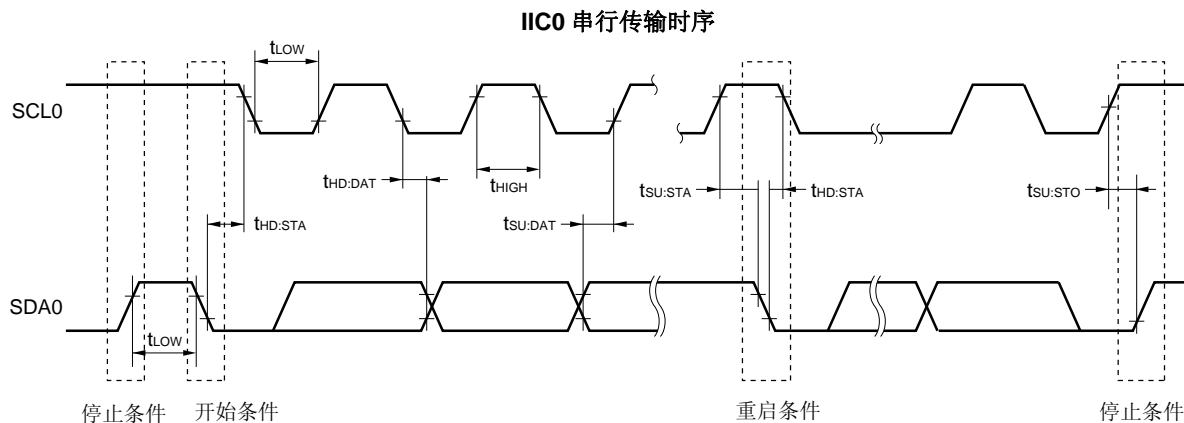 IIC0 串行传输时序
tLOW
SCL0
tHD:DAT
tHIGH
tSU:STA
tHD:STA
tSU:STO
tHD:STA
tSU:DAT
SDA0
tLOW
停止条件
开始条件
重启条件
停止条件